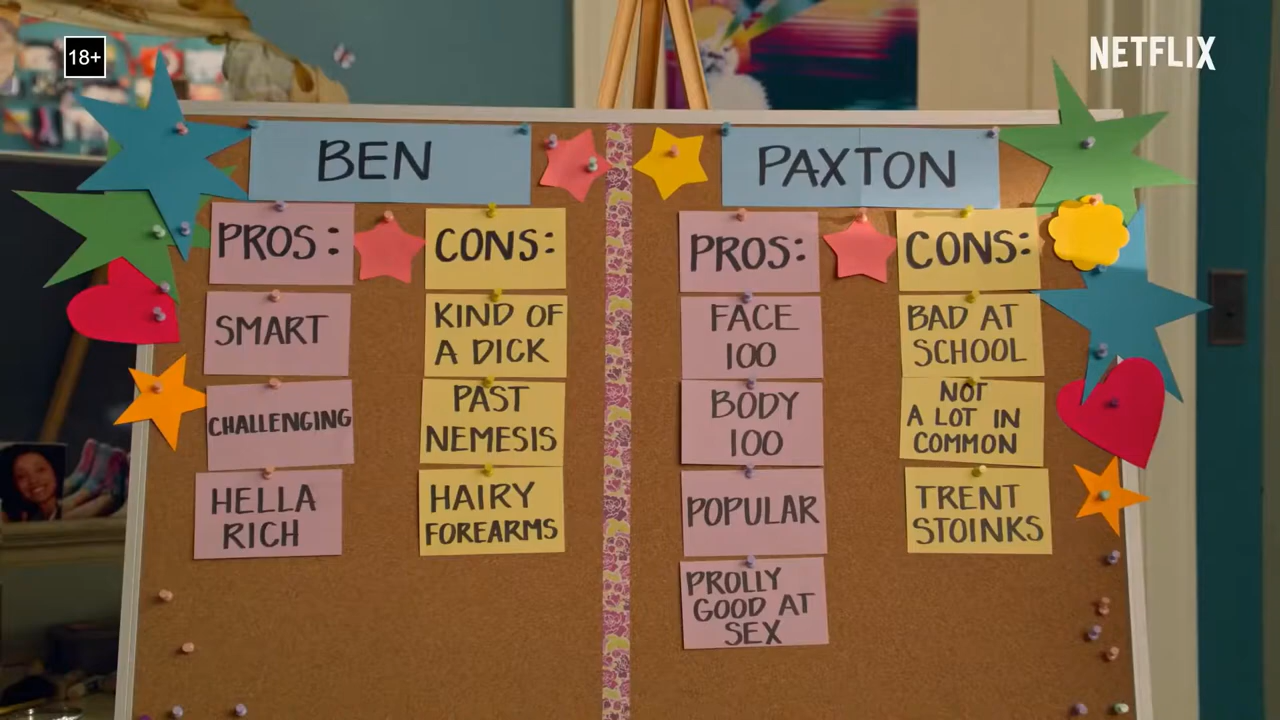 18+
NETFLIX
BEN
PROS:
SMART
CHALLENGING
HELLA
RICH
CONS:
KIND OF
A DICK
PAST
NEMESIS
HAIRY
FOREARMS
PAXTON
PROS:
FACE
100
BODY
100
POPULAR
PROLLY
GOOD AT
SEX
CONS:
BAD AT
SCHOOL
NOT
A LOT IN
COMMON
TRENT
STOINKS